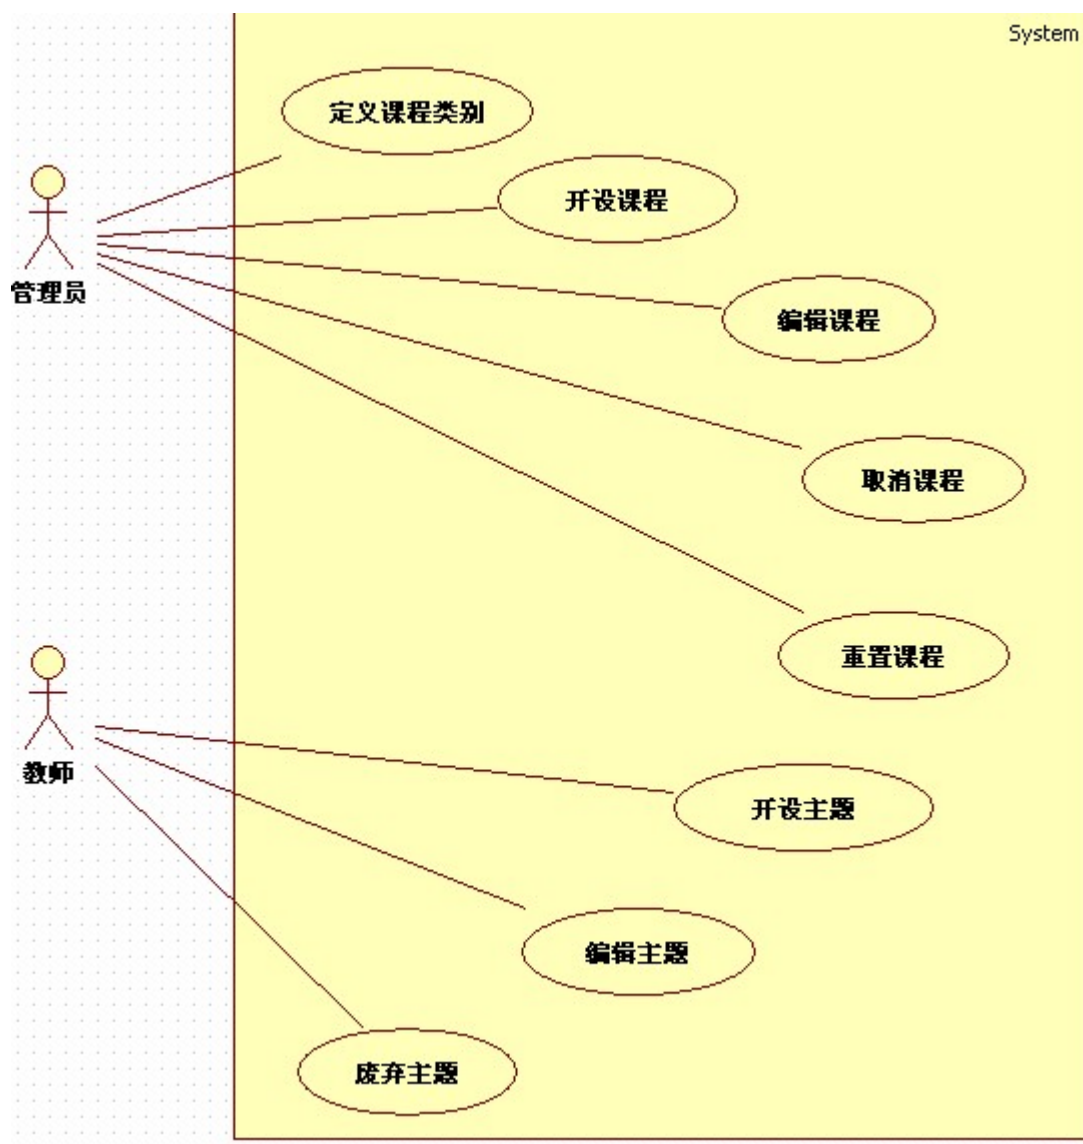 System
定义课程类别
开设课程
管理员
编辑课程
取消课程
重置课程
教师
开设主题
编辑主题
废弃主题